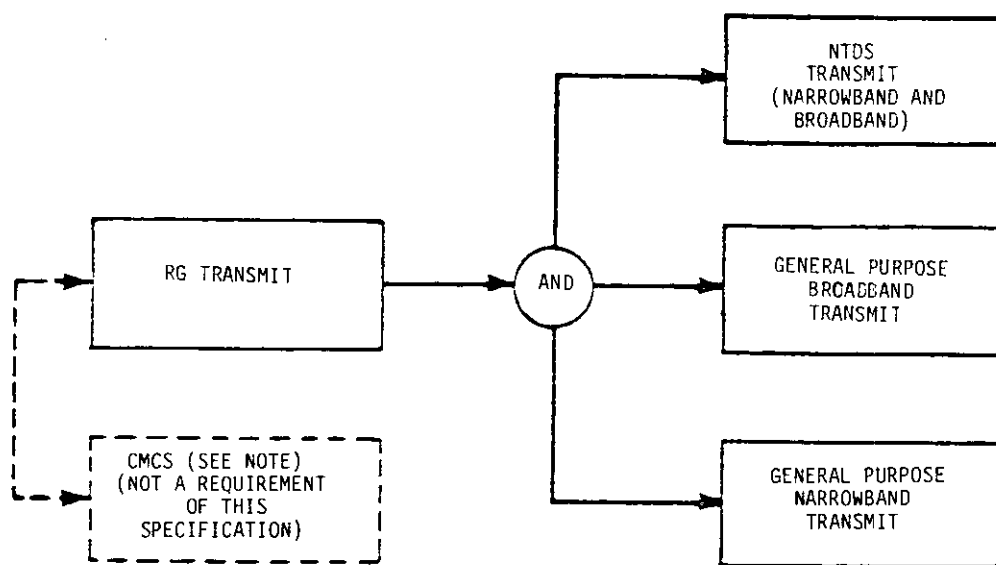 NTDS
TRANSMIT
(NARROWBAND AND
BROADBAND)
RG TRANSMIT
AND
GENERAL PURPOSE
BROADBAND
TRANSMIT
CMCS (SEE NOTE)
(NOT A REQUIREMENT
OF THIS
SPECIFICATION)
GENERAL PURPOSE
NARROWBAND
TRANSMIT